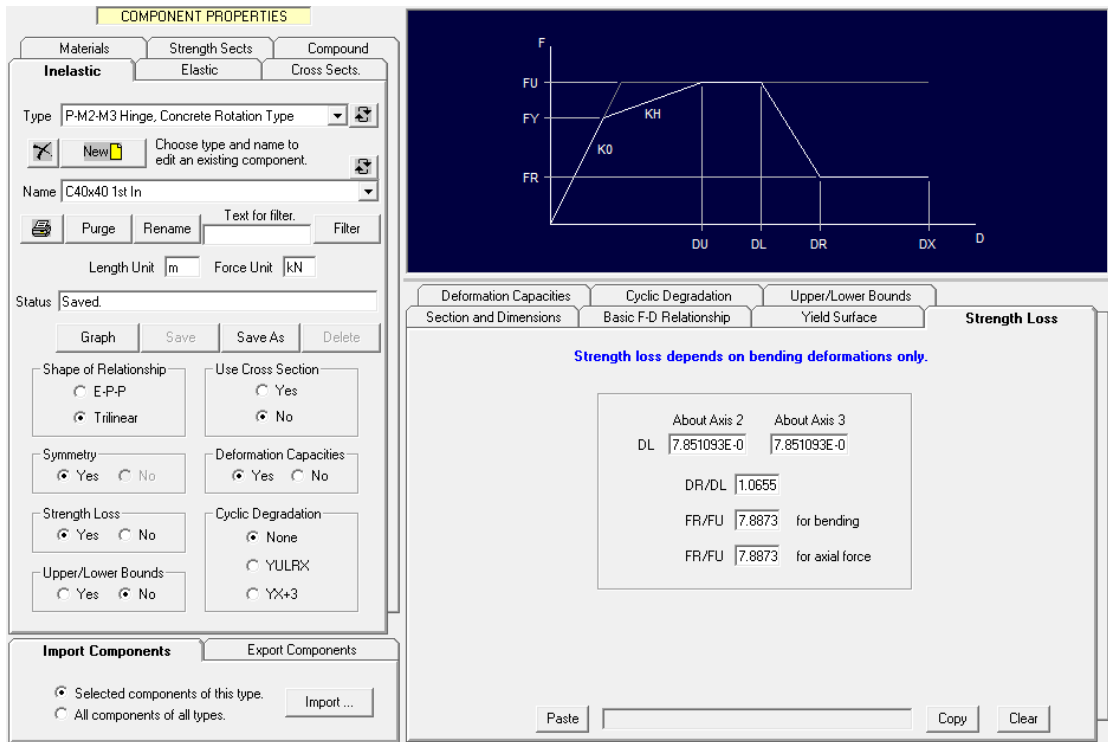 COMPONENT PROPERTIES
Materials Strength Sects Compound
Inelastic Elastic Cross Sects.
Type P-M2-M3 Hinge, Concrete Rotation Type
New Choose type and name to
edit an existing component.
Name C40x40 1st In
Text for filter.
Purge Rename Filter
Length Unit m Force Unit kN
Status Saved.
Graph Save Save As Delete
Shape of Relationship Use Cross Section
E-P-P Yes
Trilinear No
Symmetry Deformation Capacities
Yes No Yes No
Strength Loss Cyclic Degradation
Yes No None
YULRX
Upper/Lower Bounds
Yes No YX+3
Import Components Export Components
Selected components of this type.
All components of all types.
Import ...
F
FU
FY
KH
K0
FR
DU DL DR DX D
Deformation Capacities Cyclic Degradation Upper/Lower Bounds
Section and Dimensions Basic F-D Relationship Yield Surface Strength Loss
Strength loss depends on bending deformations only.
About Axis 2 About Axis 3
DL 7.851093E-0 7.851093E-0
DR/DL 1.0655
FR/FU 7.8873 for bending
FR/FU 7.8873 for axial force
Paste Copy Clear